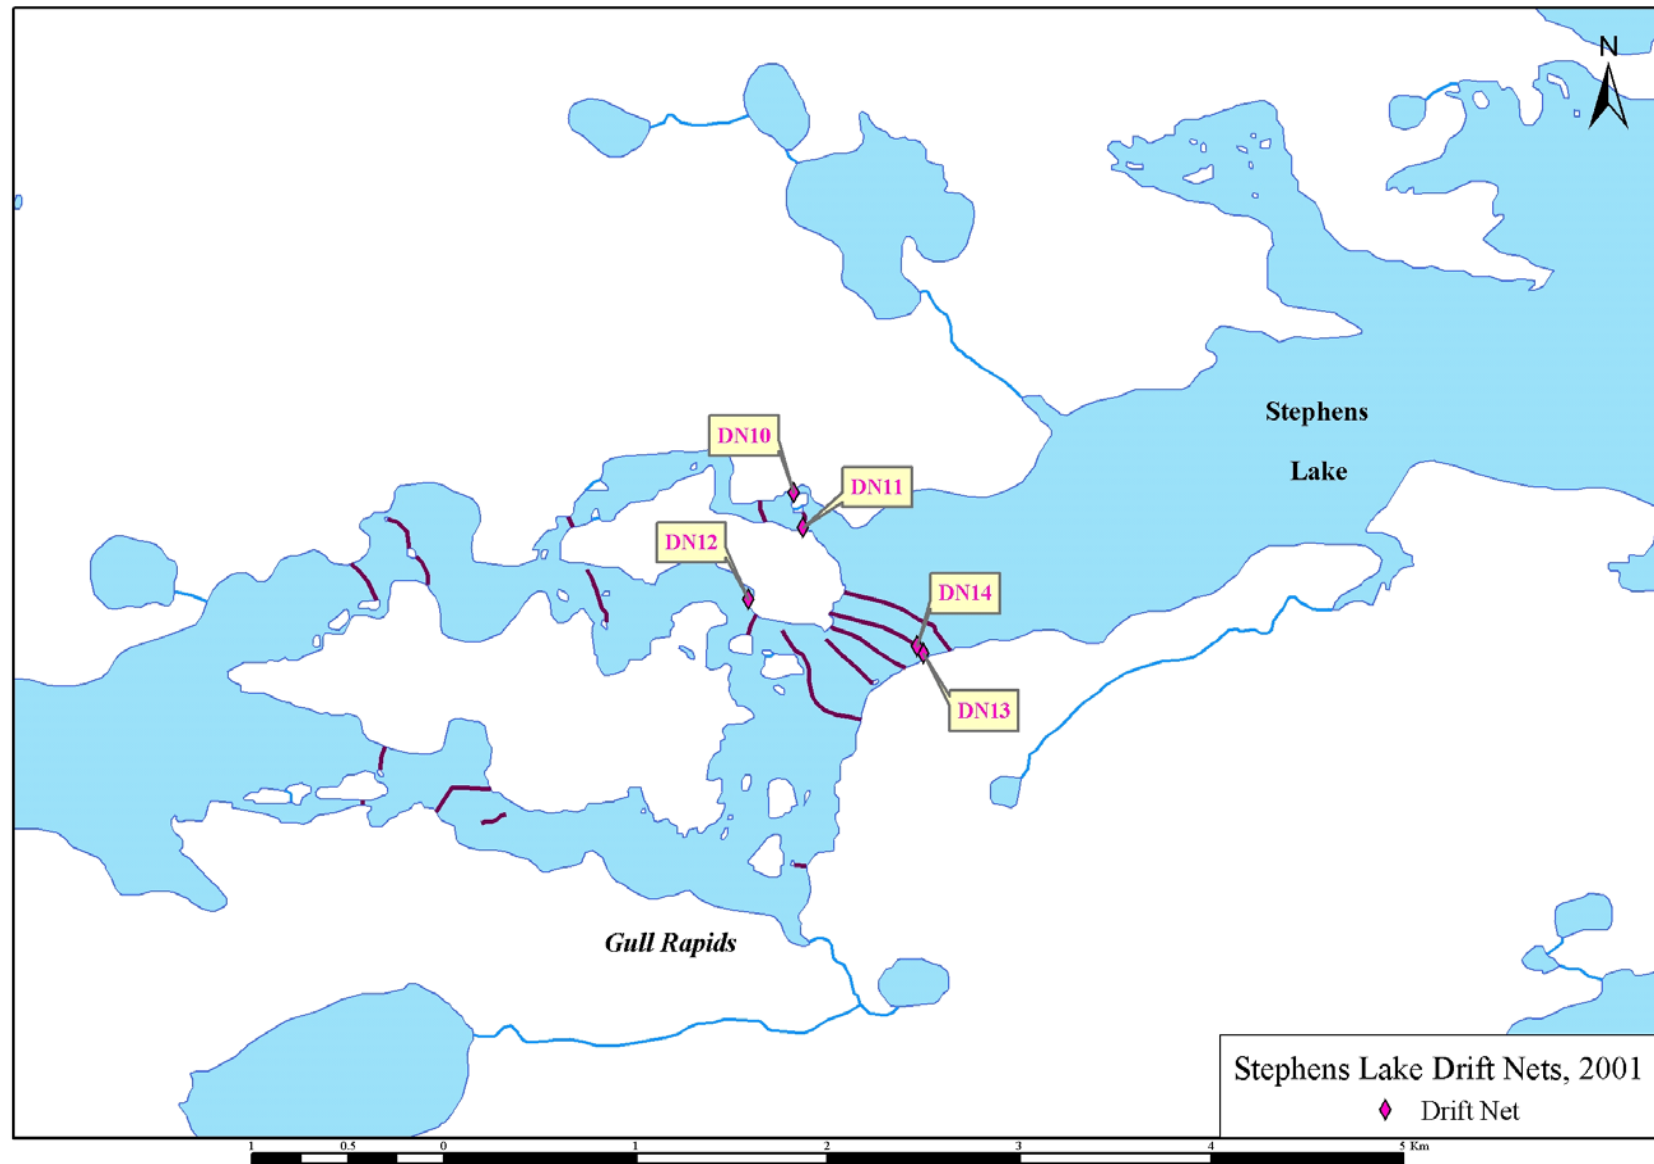 N
Stephens
Lake
DN10
DN11
DN12
DN14
DN13
Gull Rapids
Stephens Lake Drift Nets, 2001
Drift Net
1 0.5 0 1 2 3 4 5 Km